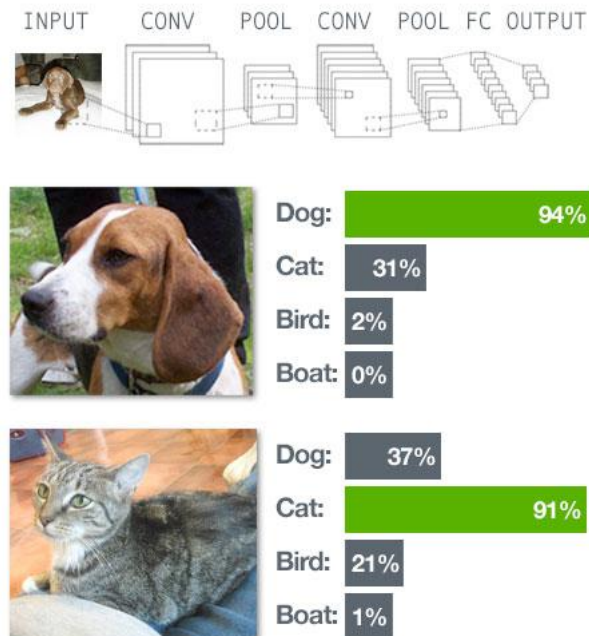 INPUT CONV POOL CONV POOL FC OUTPUT
Dog: 94%
Cat: 31%
Bird: 2%
Boat: 0%
Dog: 37%
Cat: 91%
Bird: 21%
Boat: 1%